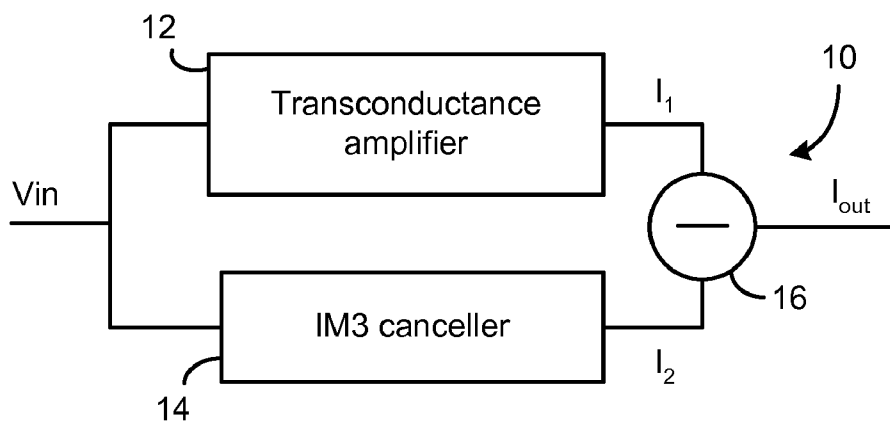 12
Transconductance
amplifier
I₁
10
Vin
Iout
IM3 canceller
16
I₂
14